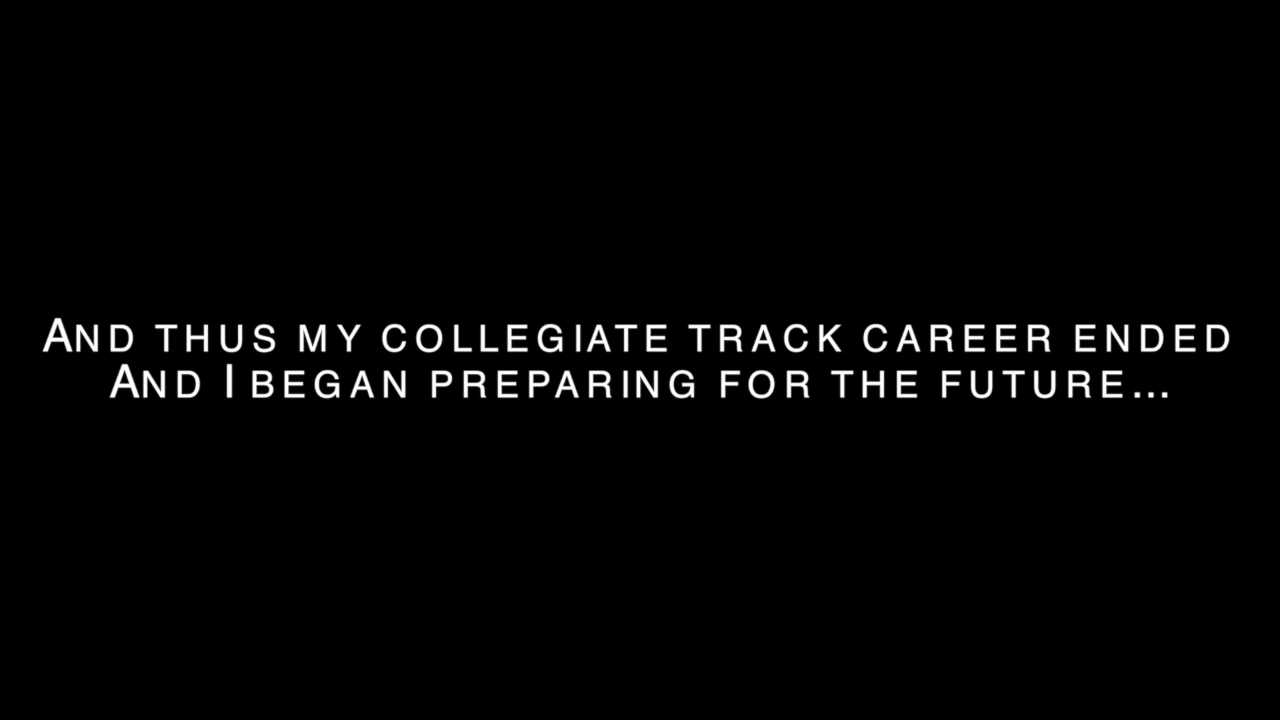 And thus my collegiate track career ended
And I began preparing for the future...